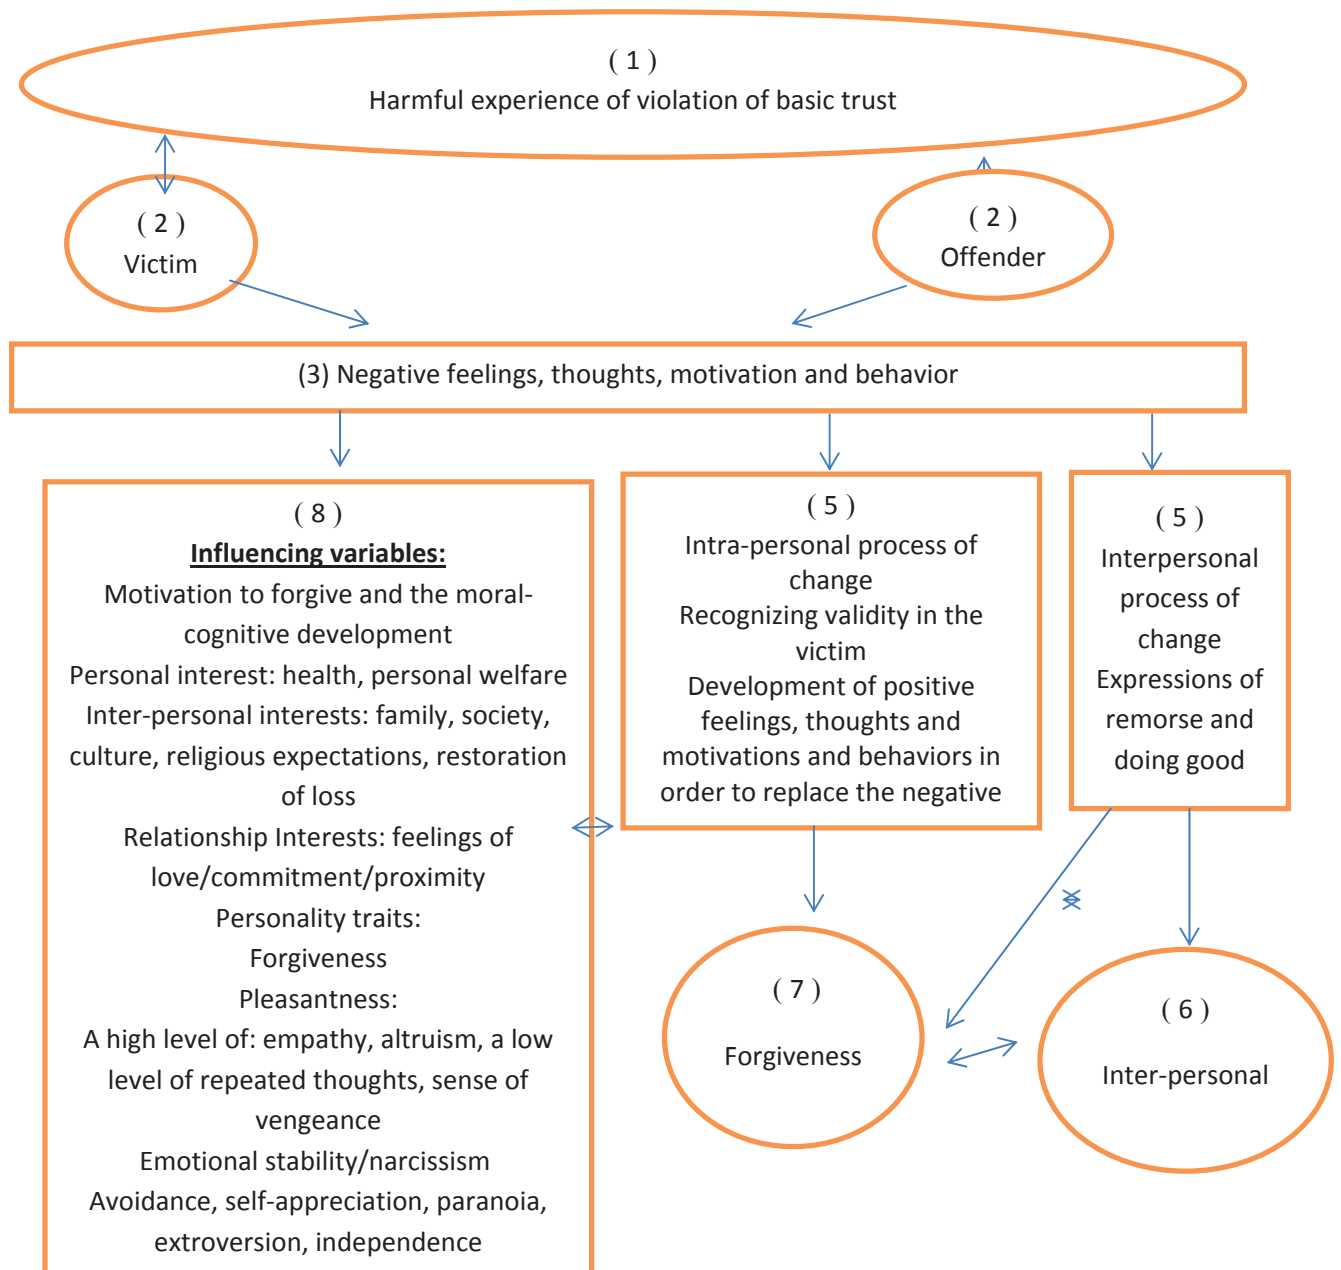 ( 1 )
Harmful experience of violation of basic trust
( 2 )
Victim
( 2 )
Offender
(3) Negative feelings, thoughts, motivation and behavior
( 8 )
Influencing variables:
Motivation to forgive and the moral-
cognitive development
Personal interest: health, personal welfare
Inter-personal interests: family, society,
culture, religious expectations, restoration
of loss
Relationship Interests: feelings of
love/commitment/proximity
Personality traits:
Forgiveness
Pleasantness:
A high level of: empathy, altruism, a low
level of repeated thoughts, sense of
vengeance
Emotional stability/narcissism
Avoidance, self-appreciation, paranoia,
extroversion, independence
( 5 )
Intra-personal process of
change
Recognizing validity in the
victim
Development of positive
feelings, thoughts and
motivations and behaviors in
order to replace the negative
( 5 )
Interpersonal
process of
change
Expressions of
remorse and
doing good
( 7 )
Forgiveness
( 6 )
Inter-personal